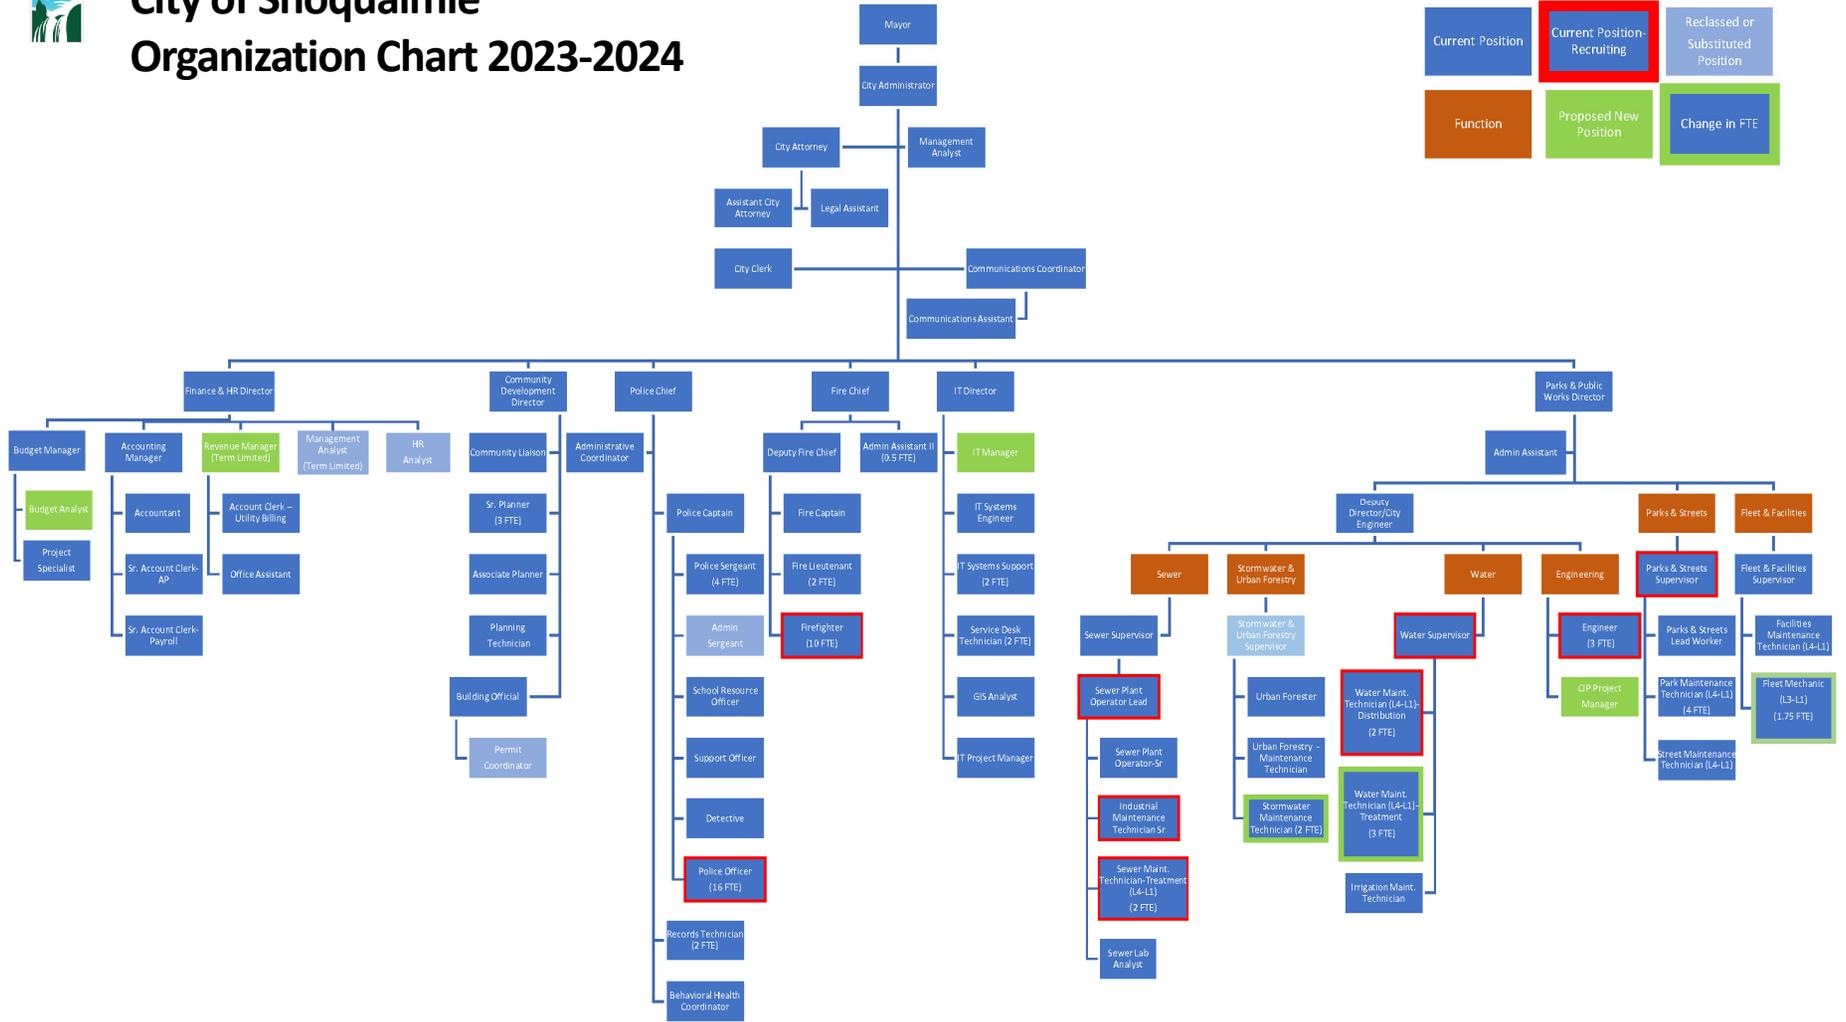 City of Snoqualmie
Organization Chart 2023-2024
Mayor
City Administrator
City Attorney
Management
Analyst
Assistant City
Attorney
Legal Assistant
City Clerk
Communications Coordinator
Communications Assistant
Current Position
Current Position-
Recruiting
Reclassed or
Substituted
Position
Function
Proposed New
Position
Change in FTE
Finance & HR Director
Community
Development
Director
Police Chief
Fire Chief
IT Director
Parks & Public
Works Director
Budget Manager
Budget Analyst
Project
Specialist
Accounting
Manager
Accountant
Sr. Account Clerk-
AP
Sr. Account Clerk-
Payroll
Revenue Manager
(Term Limited)
Account Clerk –
Utility Billing
Office Assistant
Management
Analyst
(Term Limited)
HR
Analyst
Community Liaison
Sr. Planner
(3 FTE)
Associate Planner
Planning
Technician
Building Official
Permit
Coordinator
Administrative
Coordinator
Police Captain
Police Sergeant
(4 FTE)
Admin
Sergeant
School Resource
Officer
Support Officer
Detective
Police Officer
(16 FTE)
Records Technician
(2 FTE)
Behavioral Health
Coordinator
Deputy Fire Chief
Fire Captain
Fire Lieutenant
(2 FTE)
Firefighter
(10 FTE)
Admin Assistant II
(0.5 FTE)
IT Manager
IT Systems
Engineer
IT Systems Support
(2 FTE)
Service Desk
Technician (2 FTE)
GIS Analyst
IT Project Manager
Admin Assistant
Deputy
Director/City
Engineer
Sewer
Sewer Supervisor
Sewer Plant
Operator Lead
Sewer Plant
Operator-Sr
Industrial
Maintenance
Technician Sr
Sewer Maint.
Technician-Treatment
(L4-L1)
(2 FTE)
Sewer Lab
Analyst
Stormwater &
Urban Forestry
Stormwater &
Urban Forestry
Supervisor
Urban Forester
Urban Forestry –
Maintenance
Technician
Stormwater
Maintenance
Technician (2 FTE)
Water
Water Supervisor
Water Maint.
Technician (L4-L1)-
Distribution
(2 FTE)
Water Maint.
Technician (L4-L1)-
Treatment
(3 FTE)
Irrigation Maint.
Technician
Engineering
Engineer
(3 FTE)
CIP Project
Manager
Parks & Streets
Parks & Streets
Supervisor
Parks & Streets
Lead Worker
Park Maintenance
Technician (L4-L1)
(4 FTE)
Street Maintenance
Technician (L4-L1)
Fleet & Facilities
Fleet & Facilities
Supervisor
Facilities
Maintenance
Technician (L4-L1)
Fleet Mechanic
(L3-L1)
(1.75 FTE)